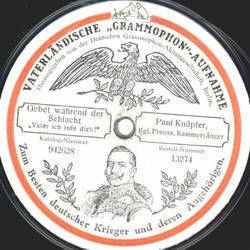 VATERLÄNDISCHE „GRAMMOPHON"-AUFNAHME
Herausgegeben von der Deutschen Grammophon-Aktiengesellschaft, Berlin.
Gebet während der
Schlacht
„Vater ich rufe dich!"
Katalog-Nummer
942628
Paul Knüpfer,
Kgl. Preuss. Kammersänger
Bestell-Nummer
13274
Zum Besten deutscher Krieger und deren Angehörigen.